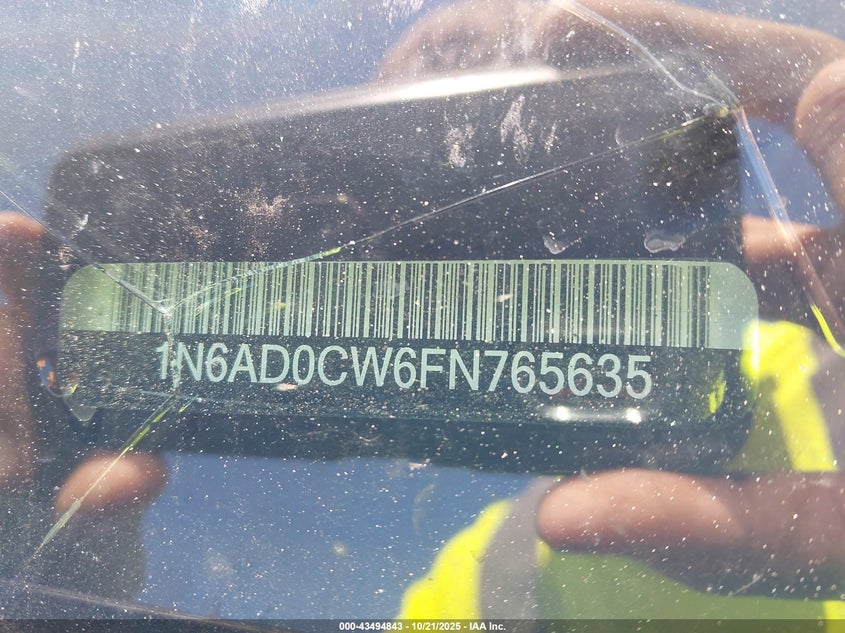 1N6AD0CW6FN765635
000-43494843 | 10/21/2025 - IAA Inc.